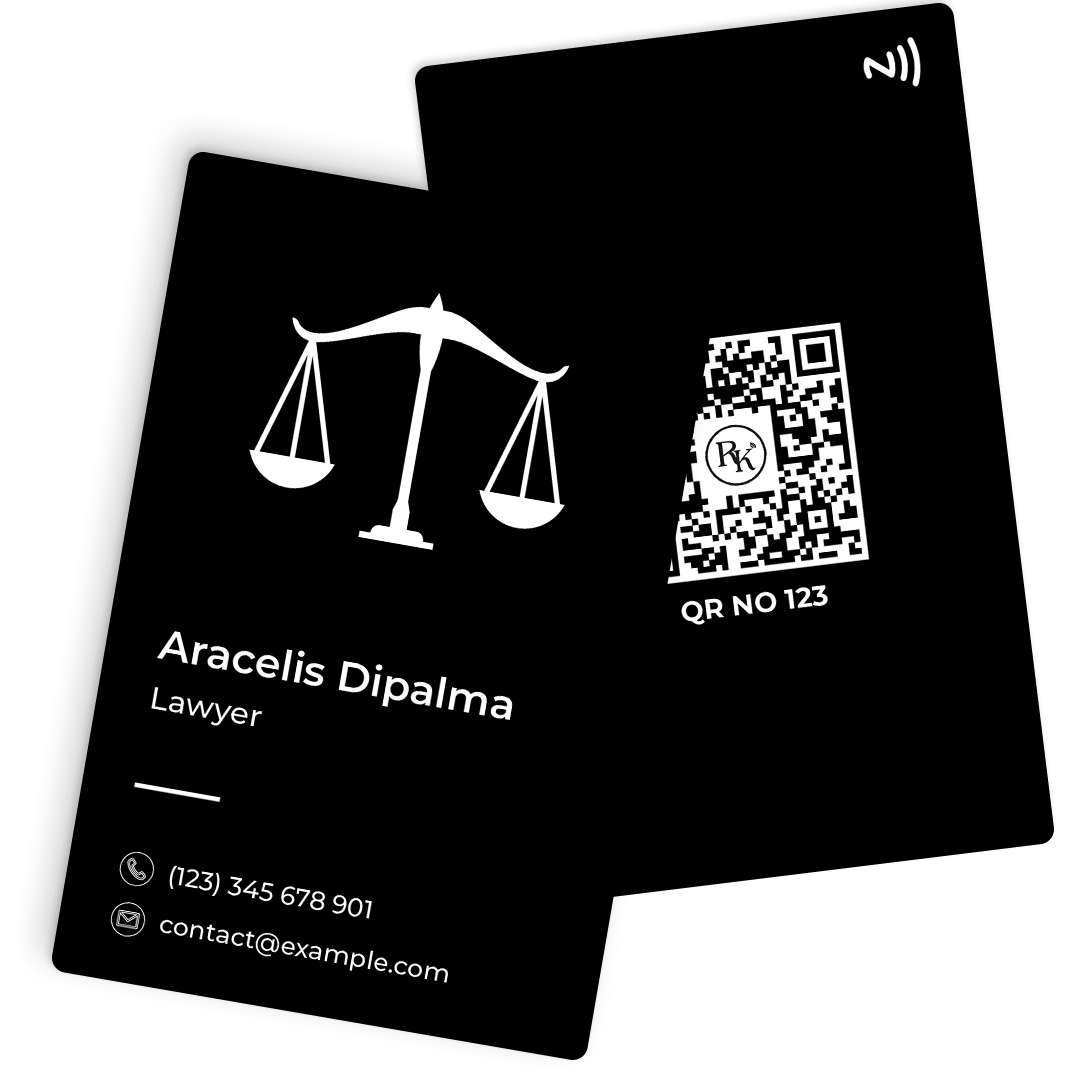 Aracelis Dipalma
Lawyer
(123) 345 678 901
contact@example.com
RK
QR NO 123